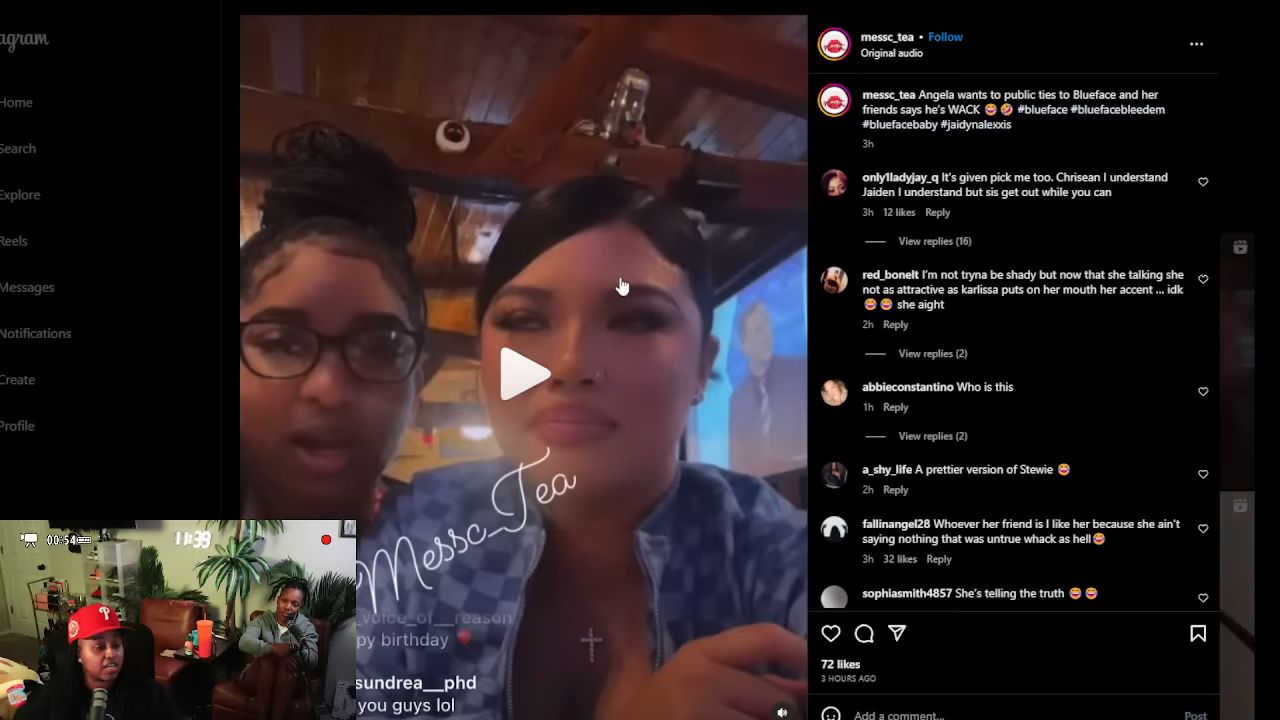 agram
Home
Search
Explore
Reels
Messages
Notifications
Create
Profile
Messc_Tea
_voice_of__reason
py birthday
sundrea__phd
you guys lol
00:54
11:39
P
messc_tea • Follow
Original audio
messc_tea Angela wants to public ties to Blueface and her
friends says he's WACK 😂 🤣 #blueface #bluefacebleedem
#bluefacebaby #jaidynalexxis
3h
only1ladyjay_q It's given pick me too. Chrisean I understand
Jaiden I understand but sis get out while you can
3h 12 likes Reply
View replies (16)
red_bonelt I'm not tryna be shady but now that she talking she
not as attractive as karlissa puts on her mouth her accent ... idk
😂 😂 she aight
2h Reply
View replies (2)
abbieconstantino Who is this
1h Reply
View replies (2)
a_shy_life A prettier version of Stewie 😂
2h Reply
fallinangel28 Whoever her friend is I like her because she ain't
saying nothing that was untrue whack as hell😂
3h 32 likes Reply
sophiasmith4857 She's telling the truth 😂 😂
72 likes
3 HOURS AGO
Add a comment...
Post